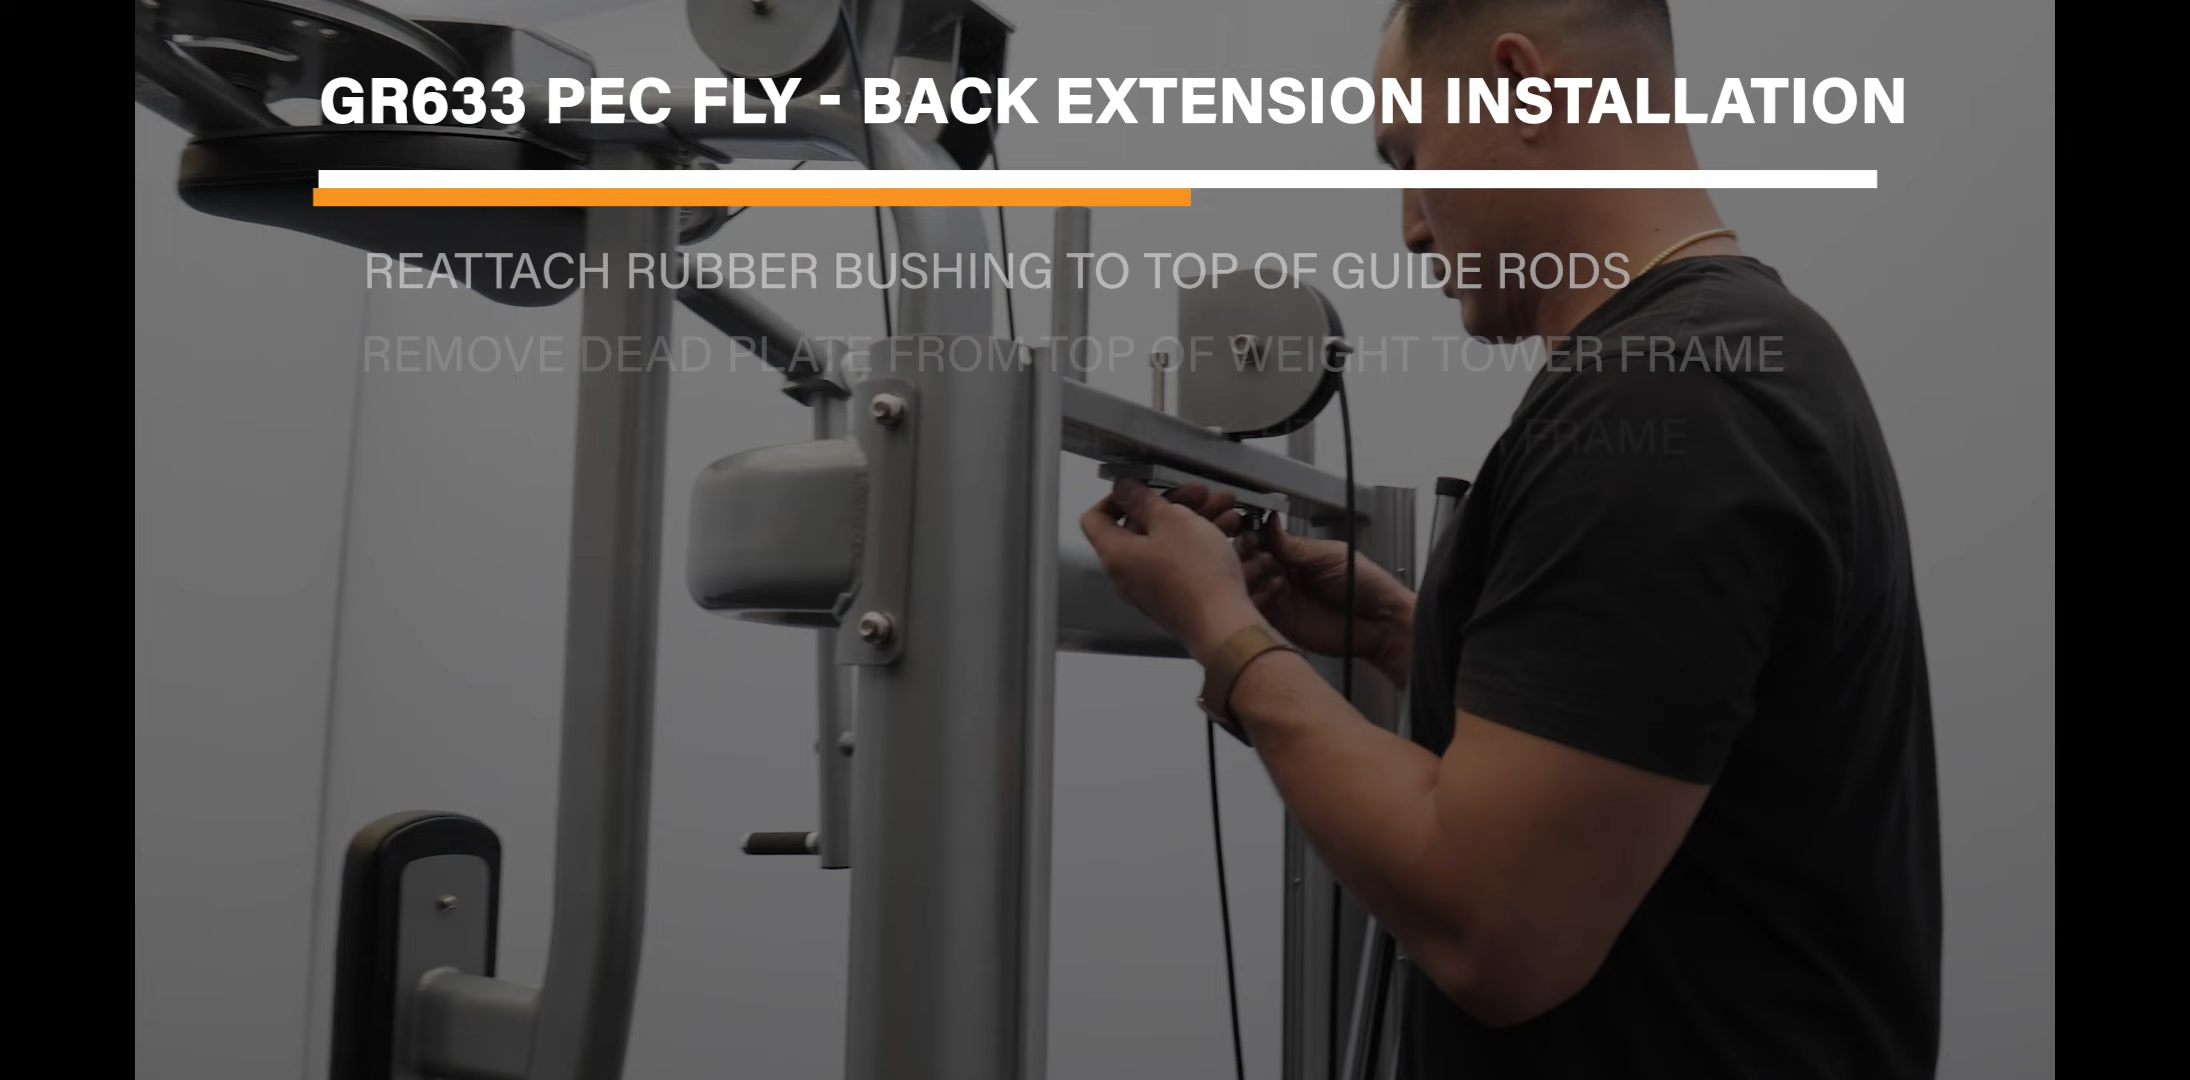 GR633 PEC FLY - BACK EXTENSION INSTALLATION
REATTACH RUBBER BUSHING TO TOP OF GUIDE RODS
REMOVE DEAD PLATE FROM TOP OF WEIGHT TOWER FRAME
FRAME